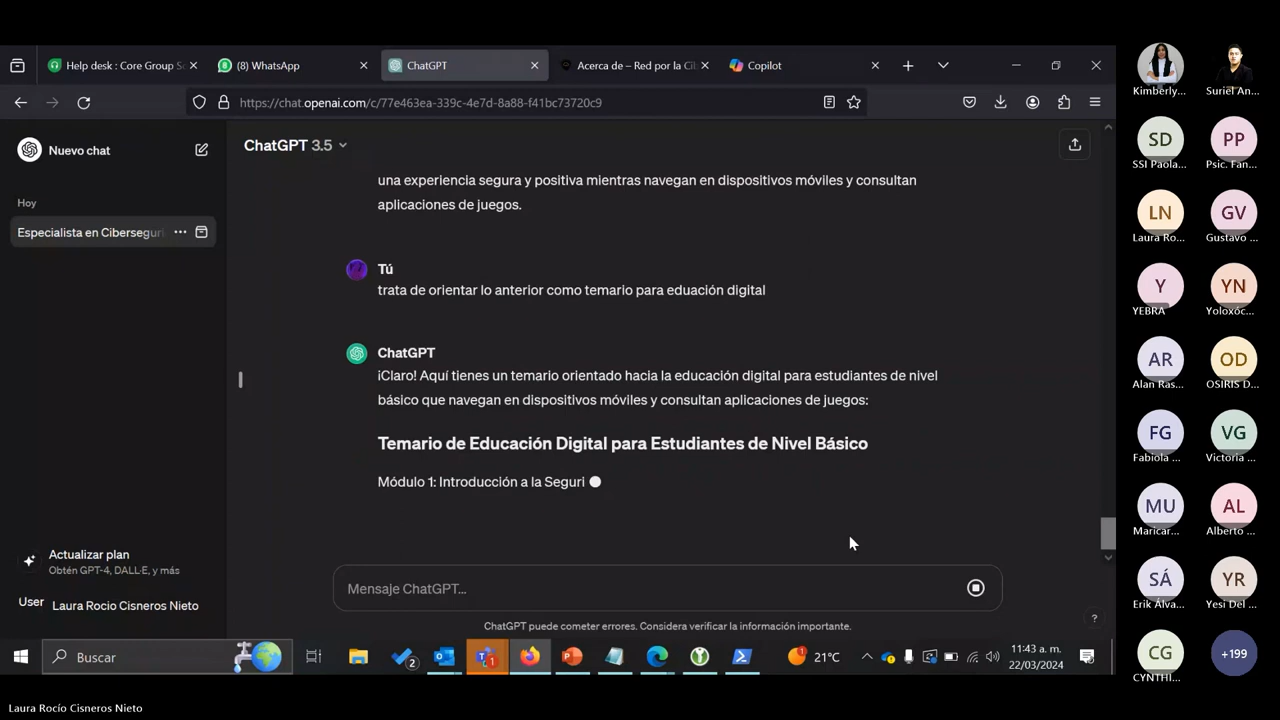 Help desk : Core Group S
(8) WhatsApp
ChatGPT
Acerca de – Red por la Cib
Copilot
https://chat.openai.com/c/77e463ea-339c-4e7d-8a88-f41bc73720c9
Nuevo chat
ChatGPT 3.5
Hoy
Especialista en Cibersegur
una experiencia segura y positiva mientras navegan en dispositivos móviles y consultan
aplicaciones de juegos.
Tú
trata de orientar lo anterior como temario para eduación digital
ChatGPT
¡Claro! Aquí tienes un temario orientado hacia la educación digital para estudiantes de nivel
básico que navegan en dispositivos móviles y consultan aplicaciones de juegos:
Temario de Educación Digital para Estudiantes de Nivel Básico
Módulo 1: Introducción a la Seguri
Actualizar plan
Obtén GPT-4, DALL·E, y más
User
Laura Rocio Cisneros Nieto
Mensaje ChatGPT...
ChatGPT puede cometer errores. Considera verificar la información importante.
?
Buscar
2
1
1
21°C
11:43 a. m.
22/03/2024
Kimberly...
Suriel An...
SD
PP
SSI Paola...
Psic. Fan...
LN
GV
Laura Ro...
Gustavo ...
Y
YN
YEBRA
Yoloxóc...
AR
OD
Alan Ras...
OSIRIS D...
FG
VG
Fabiola ...
Victoria ...
MU
AL
Maricar...
Alberto ...
SÁ
YR
Erik Álva...
Yesi Del ...
CG
+199
CYNTHI...
Laura Rocío Cisneros Nieto